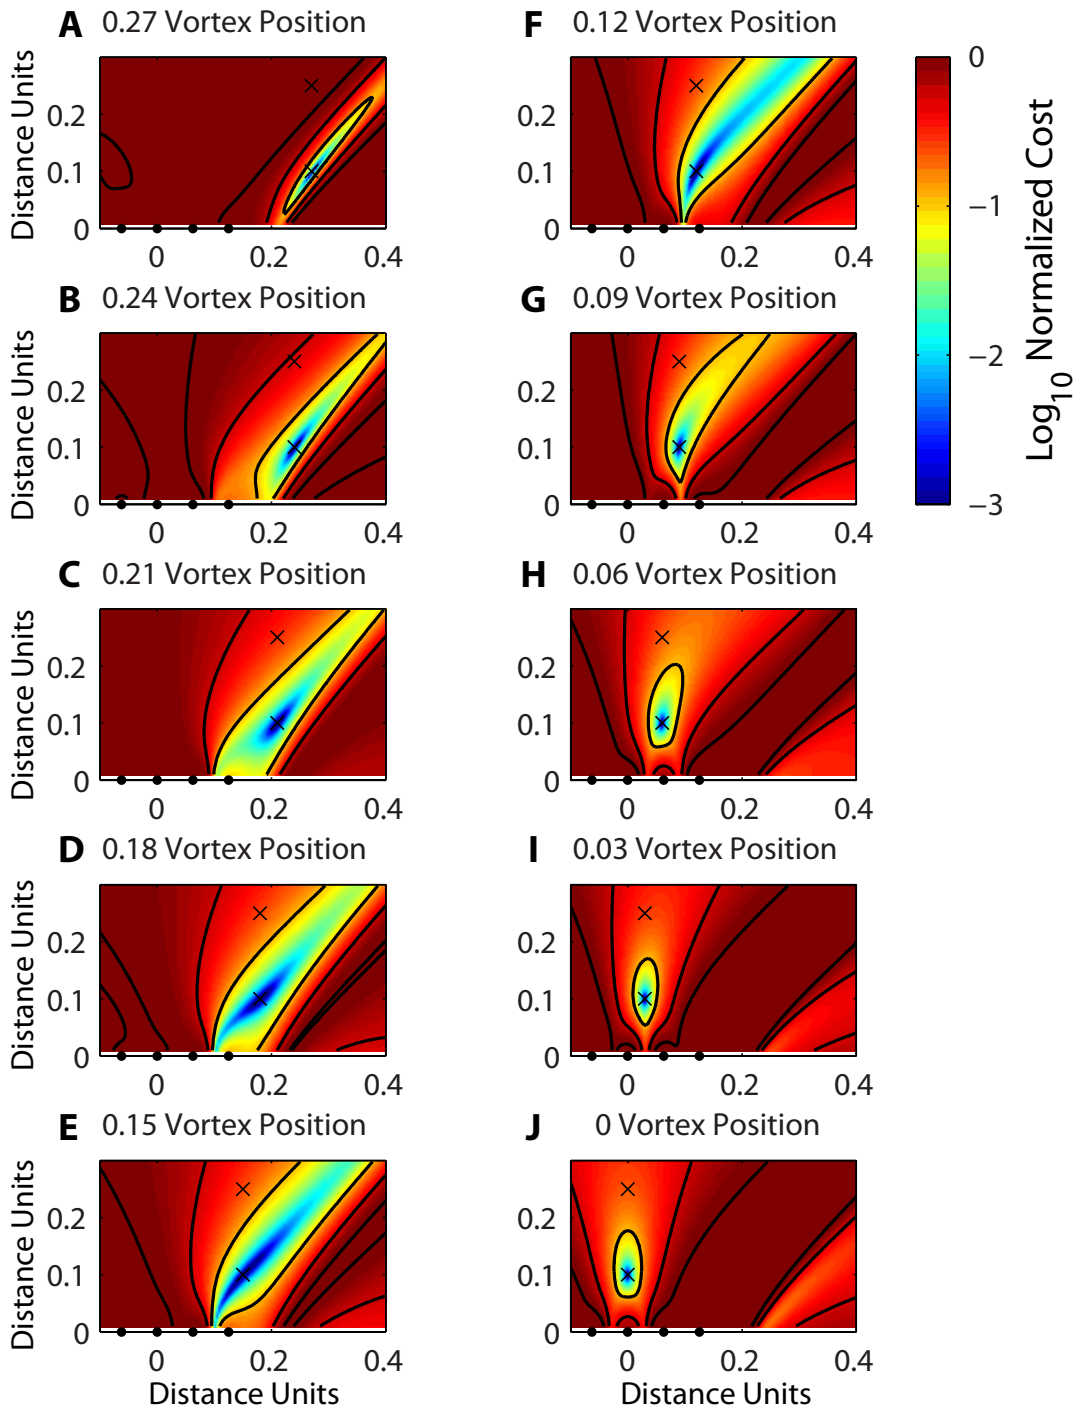 A 0.27 Vortex Position
Distance Units
0.2
0.1
0
0 0.2 0.4
B 0.24 Vortex Position
Distance Units
0.2
0.1
0
0 0.2 0.4
C 0.21 Vortex Position
Distance Units
0.2
0.1
0
0 0.2 0.4
D 0.18 Vortex Position
Distance Units
0.2
0.1
0
0 0.2 0.4
E 0.15 Vortex Position
Distance Units
0.2
0.1
0
0 0.2 0.4
Distance Units
F 0.12 Vortex Position
0.2
0.1
0
0 0.2 0.4
G 0.09 Vortex Position
0.2
0.1
0
0 0.2 0.4
H 0.06 Vortex Position
0.2
0.1
0
0 0.2 0.4
I 0.03 Vortex Position
0.2
0.1
0
0 0.2 0.4
J 0 Vortex Position
0.2
0.1
0
0 0.2 0.4
Distance Units
0
−1
−2
−3
Log10 Normalized Cost